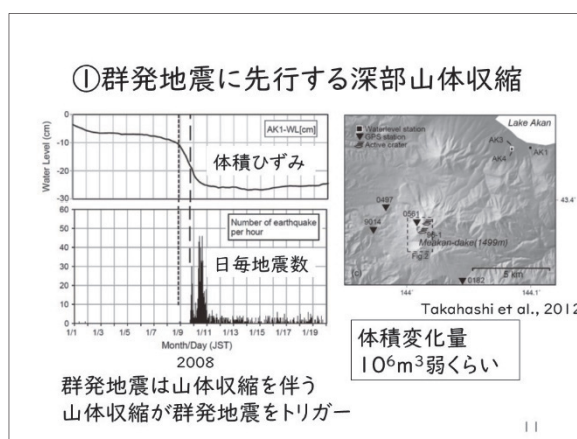 ①群発地震に先行する深部山体収縮
Water Level (cm)
0
-10
-20
-30
AK1-WL[cm]
体積ひずみ
60
50
40
30
20
10
0
Number of earthquake
per hour
日毎地震数
1/1 1/3 1/5 1/7 1/9 1/11 1/13 1/15 1/17 1/19
Month/Day (JST)
2008
Lake Akan
Waterlevel station
GPS station
Active crater
AK3
AK1
AK4
0497
9014
0561
Me-1
Meakan-dake(1499m)
Fig.2
0182
5 km
(c)
43.4°
144°
144.1°
Takahashi et al., 2012
体積変化量
10⁶m³弱くらい
群発地震は山体収縮を伴う
山体収縮が群発地震をトリガー
11